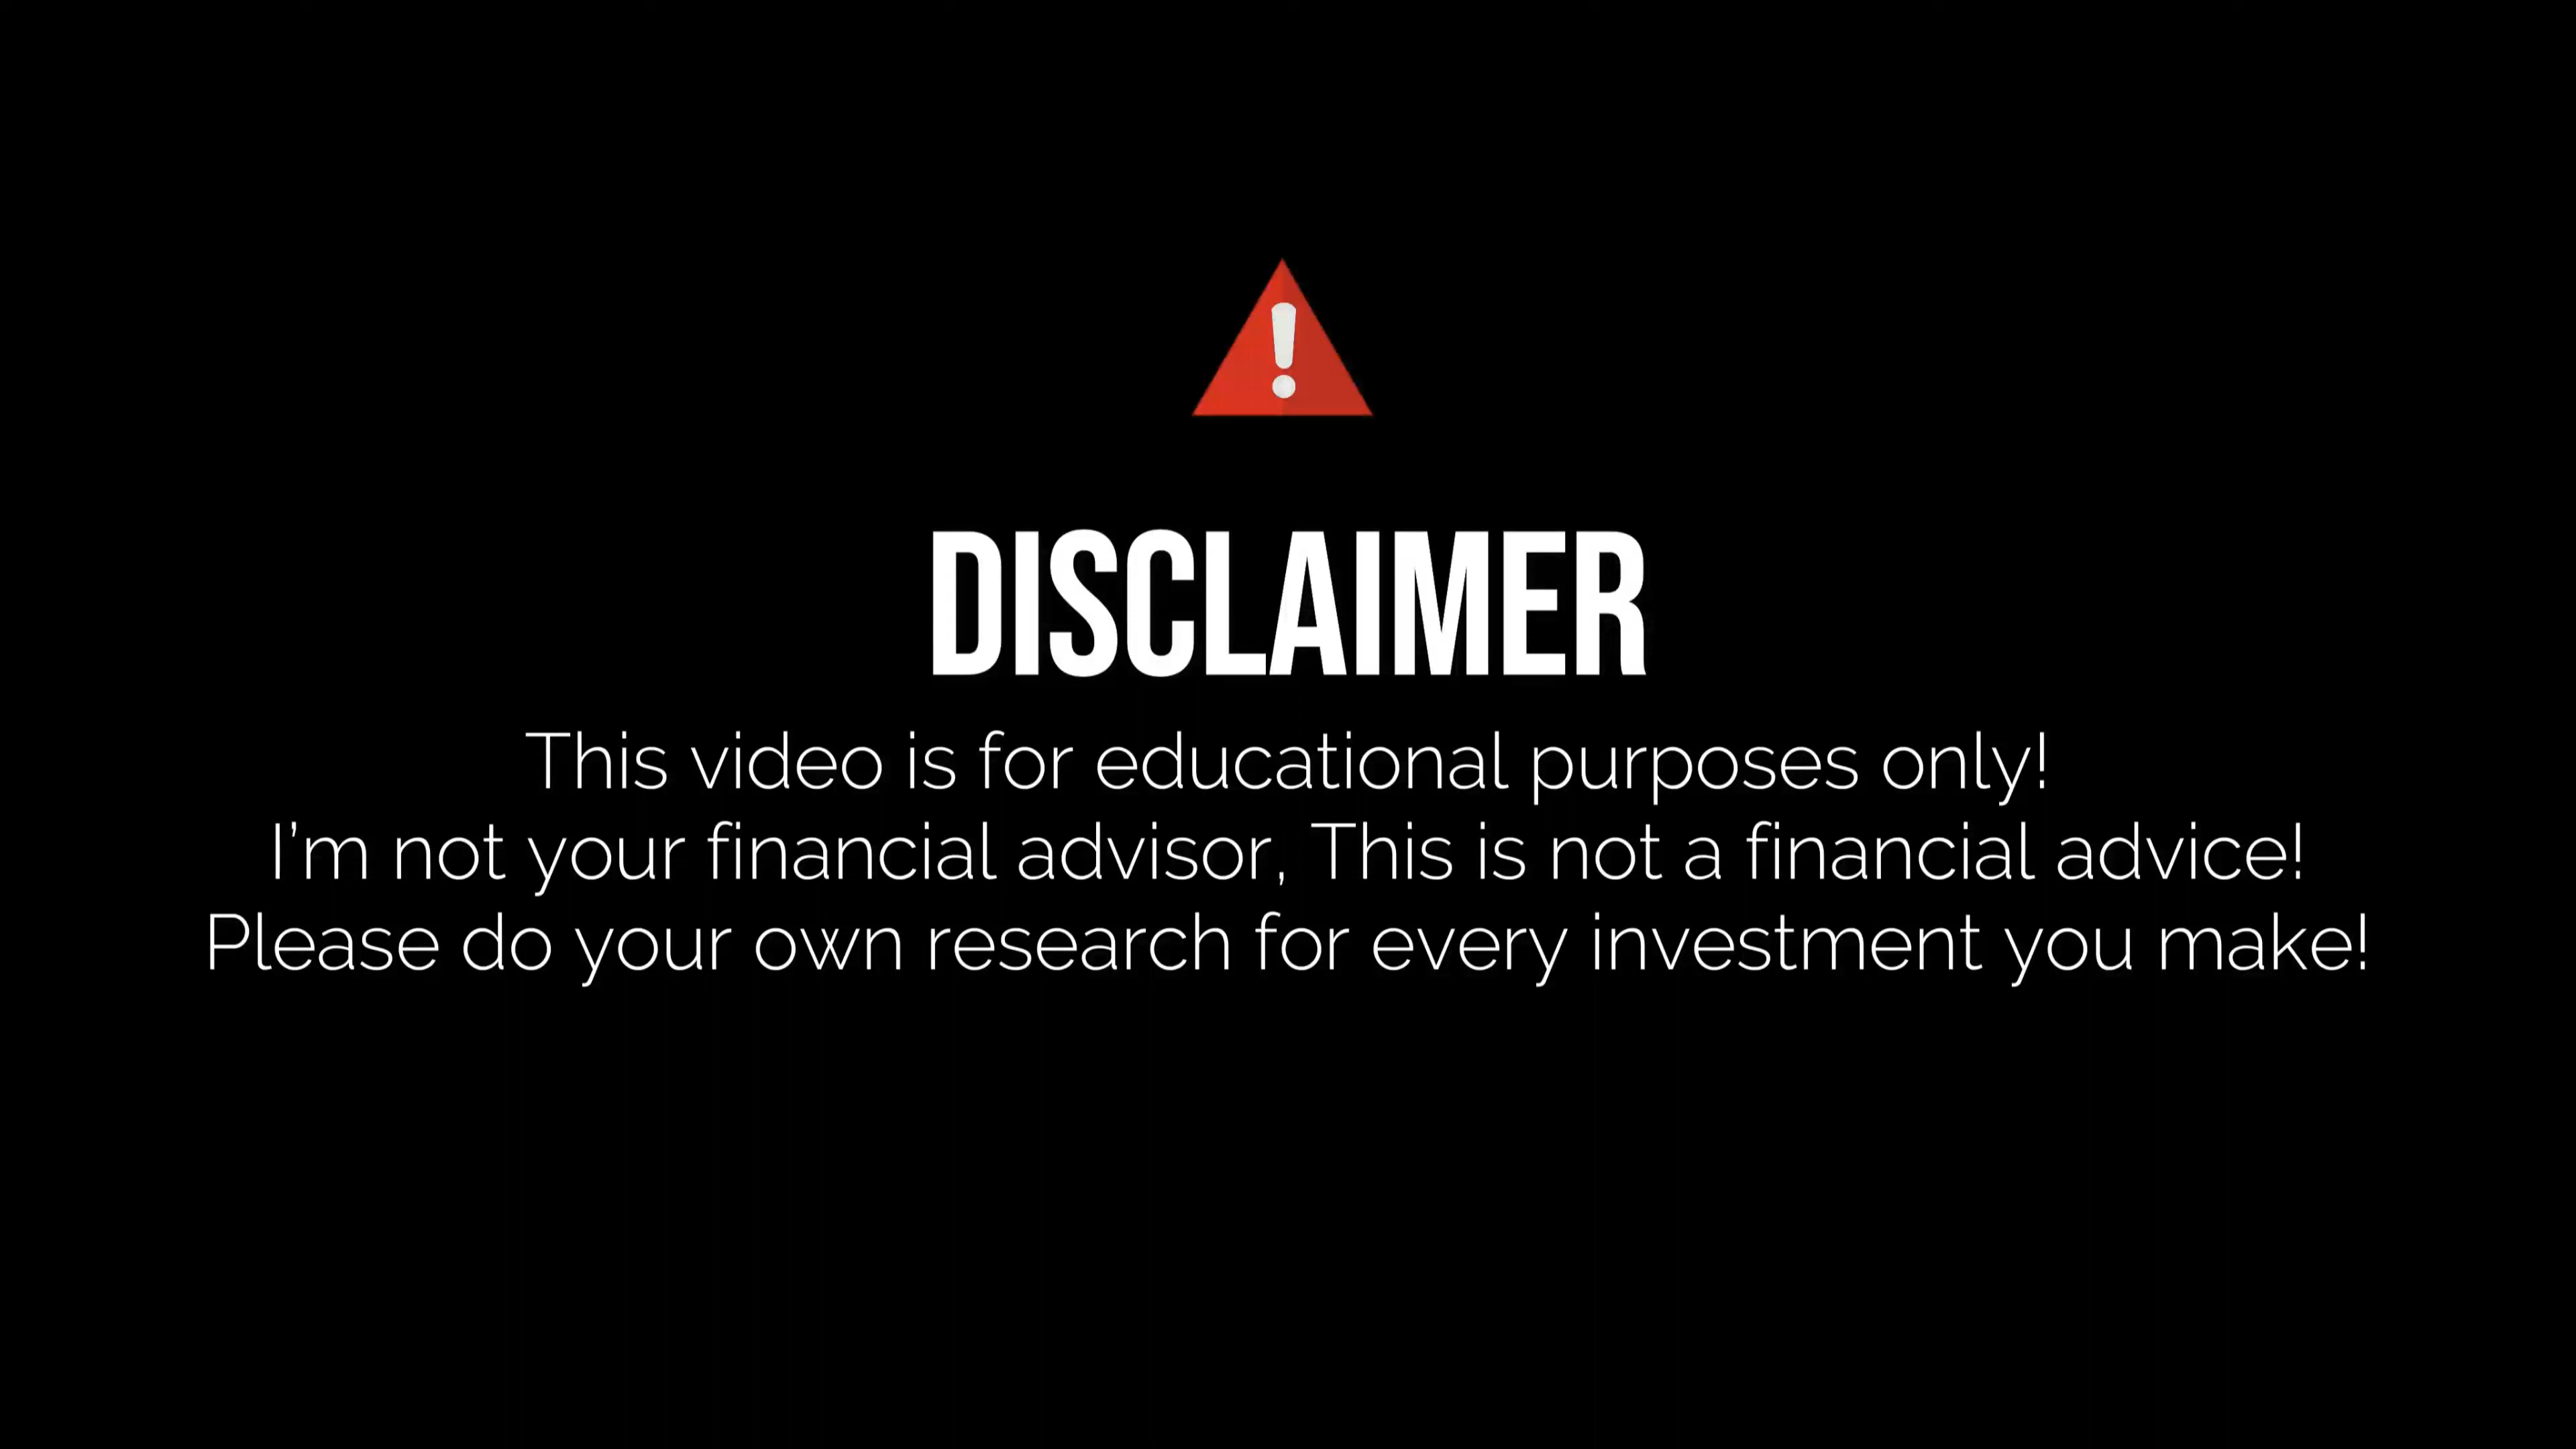 DISCLAIMER
This video is for educational purposes only!
I'm not your financial advisor, This is not a financial advice!
Please do your own research for every investment you make!